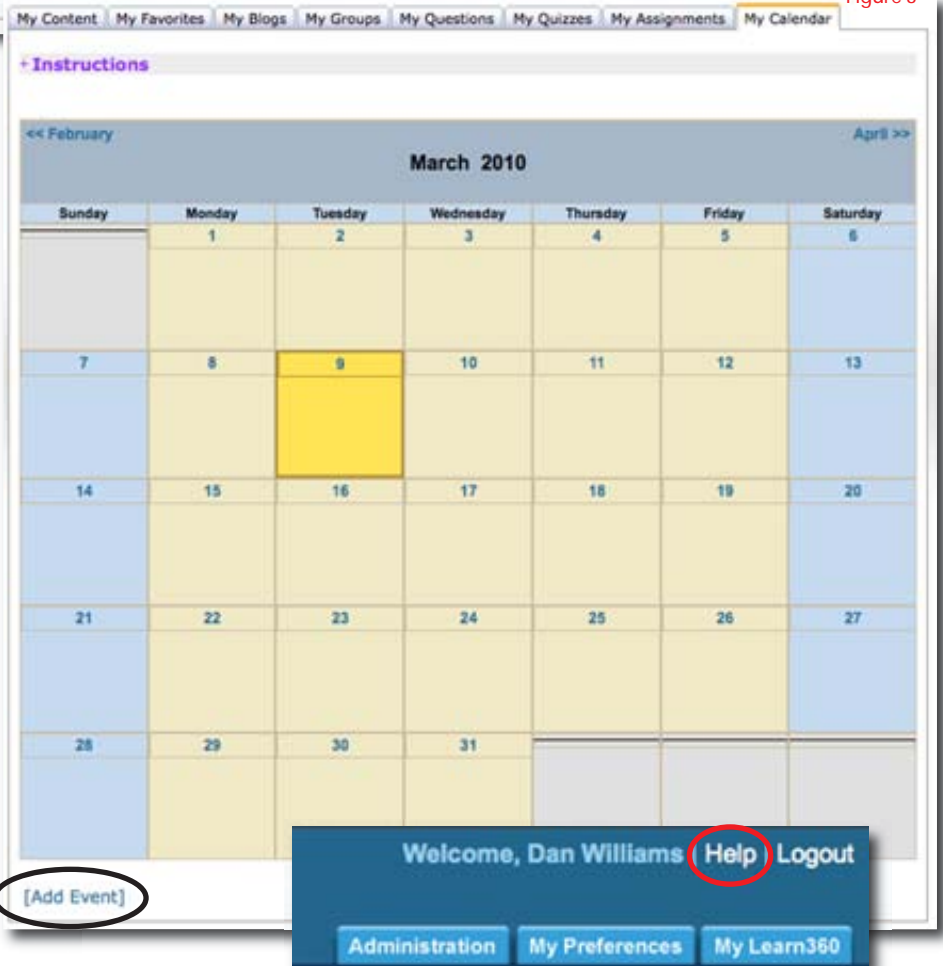 My Content My Favorites My Blogs My Groups My Questions My Quizzes My Assignments My Calendar
+Instructions
<< February April >>
March 2010
Sunday Monday Tuesday Wednesday Thursday Friday Saturday
1 2 3 4 5 6
7 8 9 10 11 12 13
14 15 16 17 18 19 20
21 22 23 24 25 26 27
28 29 30 31
Welcome, Dan Williams | Help | Logout
[Add Event]
Administration My Preferences My Learn360